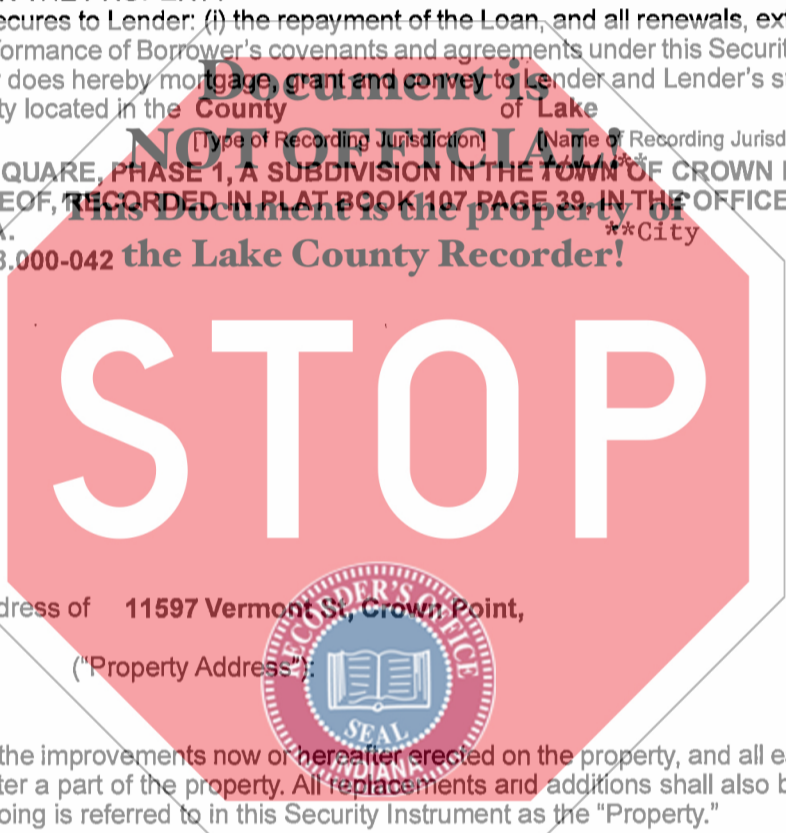 ecures to Lender: (i) the repayment of the Loan, and all renewals, ex
ormance of Borrower's covenants and agreements under this Securit
does hereby mortgage, grant and convey to Lender and Lender's s
Document is
ty located in the County of Lake
NOT OFFICIAL!
[Type of Recording Jurisdiction] [Name of Recording Jurisd
QUARE, PHASE 1, A SUBDIVISION IN THE TOWN**OF CROWN
EOF, RECORDED IN PLAT BOOK 107 PAGE 39, IN THE OFFICE
This Document is the property of
A. **City
3.000-042
the Lake County Recorder!
STOP
dress of 11597 Vermont St, Crown Point,
("Property Address"):
RECORDER'S OFFICE
SEAL
INDIANA
the improvements now or hereafter erected on the property, and all e
ter a part of the property. All replacements and additions shall also b
oing is referred to in this Security Instrument as the "Property."